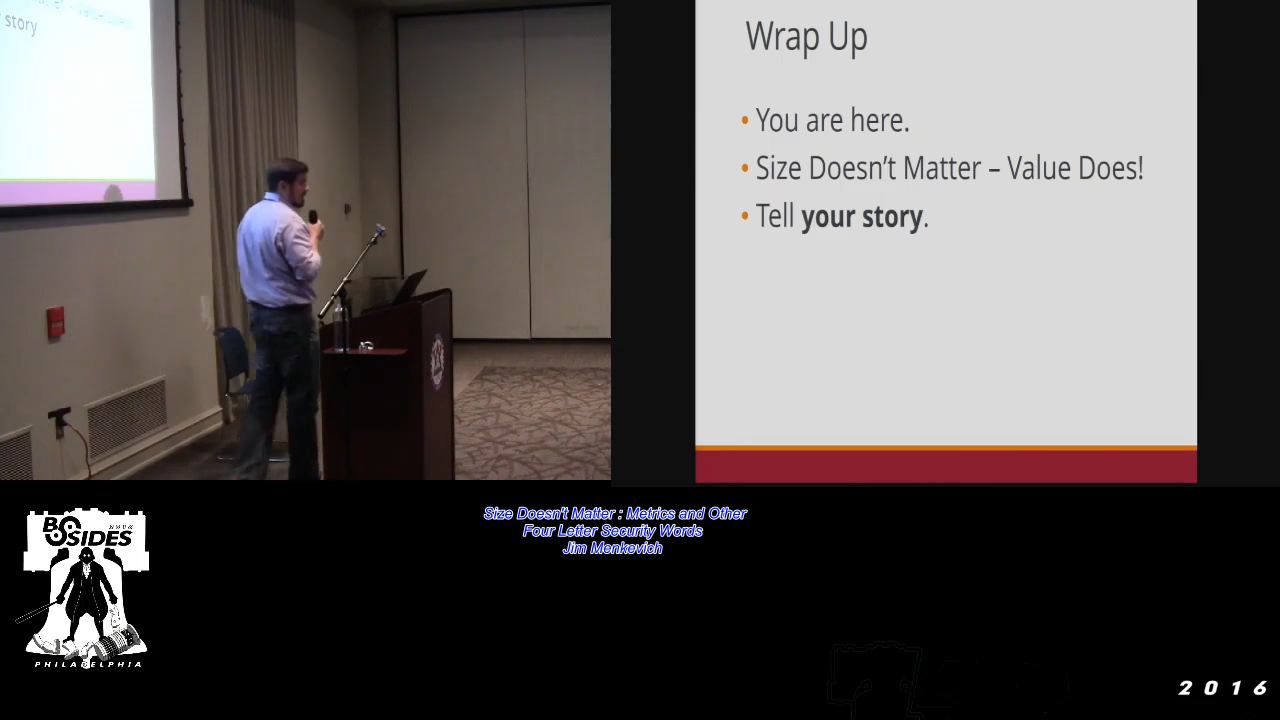 story
Wrap Up
• You are here.
• Size Doesn’t Matter – Value Does!
• Tell your story.
Size Doesn't Matter : Metrics and Other
Four Letter Security Words
Jim Menkevich
BSIDES
PHILADELPHIA
2016